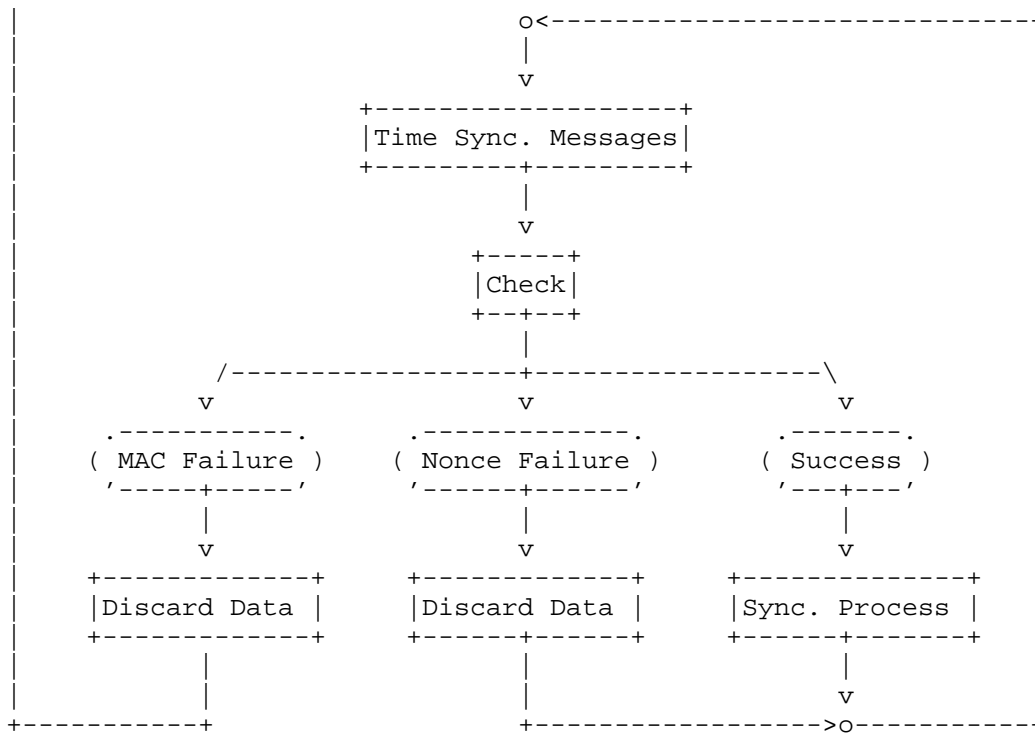 Time Sync. Messages
Check
MAC Failure
Nonce Failure
Success
Discard Data
Discard Data
Sync. Process